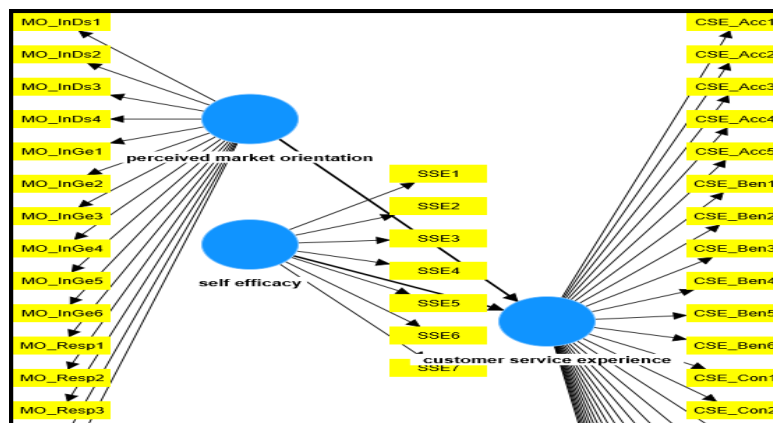 MO_InDs1
MO_InDs2
MO_InDs3
MO_InDs4
MO_InGe1
MO_InGe2
MO_InGe3
MO_InGe4
MO_InGe5
MO_InGe6
MO_Resp1
MO_Resp2
MO_Resp3
perceived market orientation
self efficacy
SSE1
SSE2
SSE3
SSE4
SSE5
SSE6
SSE7
customer service experience
CSE_Acc1
CSE_Acc2
CSE_Acc3
CSE_Acc4
CSE_Acc5
CSE_Ben1
CSE_Ben2
CSE_Ben3
CSE_Ben4
CSE_Ben5
CSE_Ben6
CSE_Con1
CSE_Con2